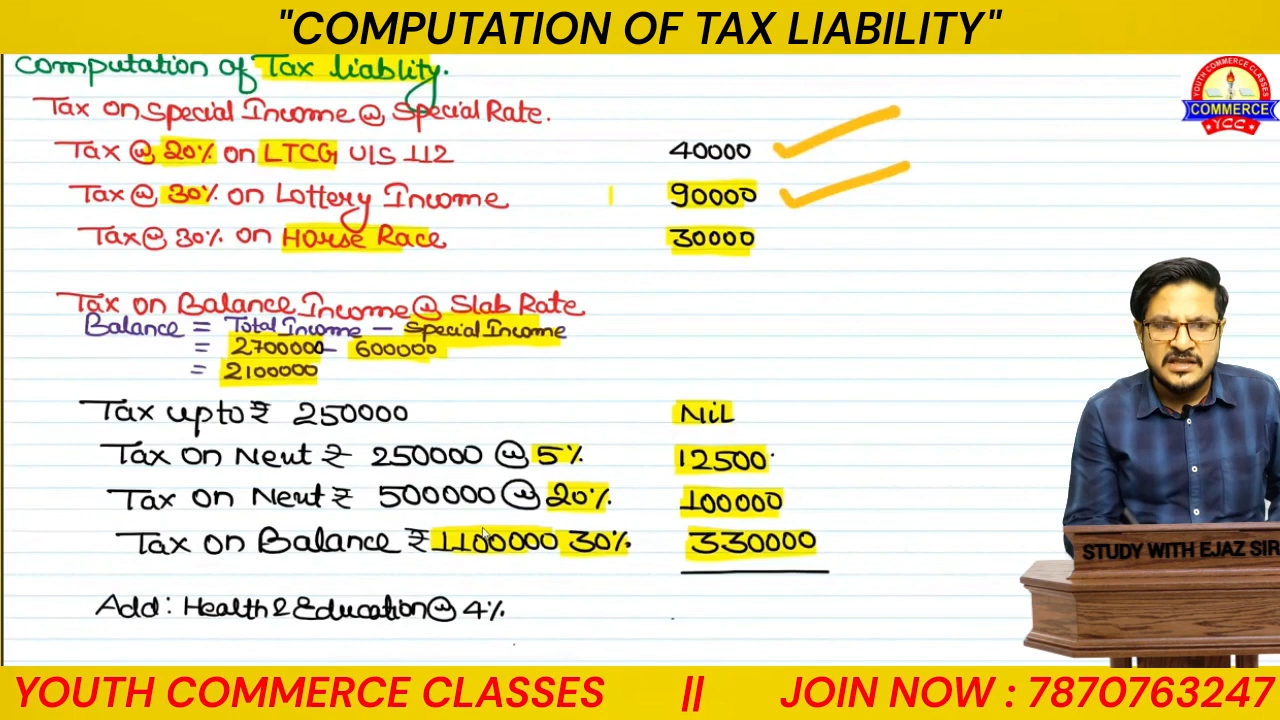 "COMPUTATION OF TAX LIABILITY"
Computation of Tax liablity.
Tax on Special Income @ Special Rate.
Tax @ 20% on LTCG U/S 112 40000
Tax @ 30% on Lottery Income 90000
Tax @ 30% on Horse Race 30000
Tax on Balance Income @ Slab Rate
Balance = Total Income - Special Income
= 2700000 - 600000
= 2100000
Tax upto ₹ 250000 NiL
Tax on Next ₹ 250000 @ 5% 12500
Tax on Next ₹ 500000 @ 20% 100000
Tax on Balance ₹ 1100000 30% 330000
Add: Health & Education @ 4%
YOUTH COMMERCE CLASSES
COMMERCE
YCC
STUDY WITH EJAZ SIR
YOUTH COMMERCE CLASSES || JOIN NOW : 7870763247